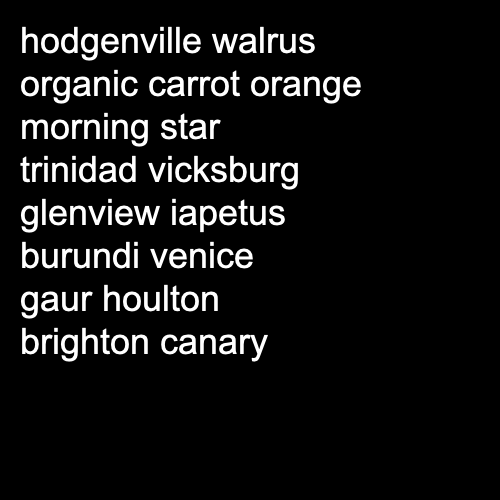 hodgenville walrus
organic carrot orange
morning star
trinidad vicksburg
glenview iapetus
burundi venice
gaur houlton
brighton canary